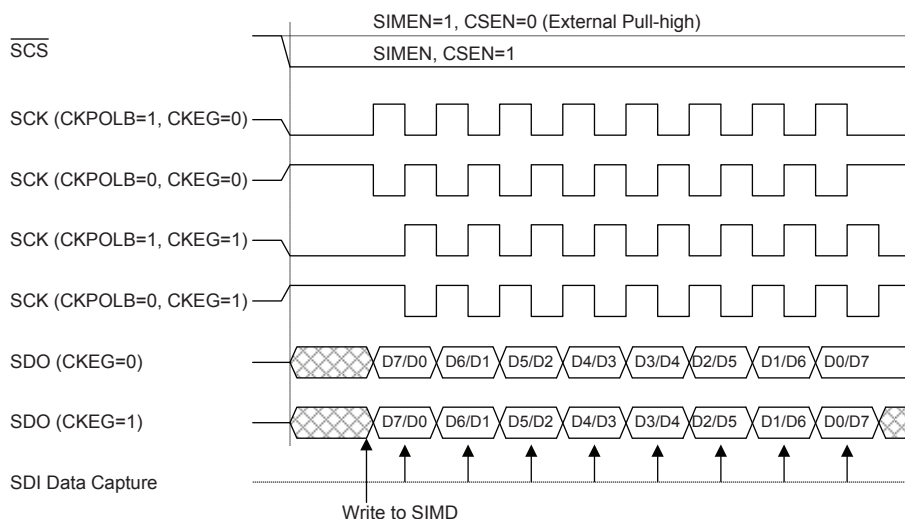 SIMEN=1, CSEN=0 (External Pull-high)
SCS
SIMEN, CSEN=1
SCK (CKPOLB=1, CKEG=0)
SCK (CKPOLB=0, CKEG=0)
SCK (CKPOLB=1, CKEG=1)
SCK (CKPOLB=0, CKEG=1)
SDO (CKEG=0) D7/D0 D6/D1 D5/D2 D4/D3 D3/D4 D2/D5 D1/D6 D0/D7
SDO (CKEG=1) D7/D0 D6/D1 D5/D2 D4/D3 D3/D4 D2/D5 D1/D6 D0/D7
SDI Data Capture
Write to SIMD